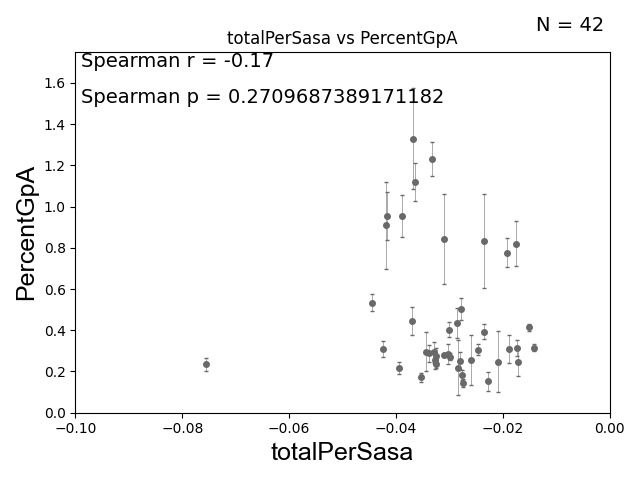 N = 42
totalPerSasa vs PercentGpA
Spearman r = -0.17
Spearman p = 0.2709687389171182
PercentGpA
1.6
1.4
1.2
1.0
0.8
0.6
0.4
0.2
0.0
−0.10 −0.08 −0.06 −0.04 −0.02 0.00
totalPerSasa